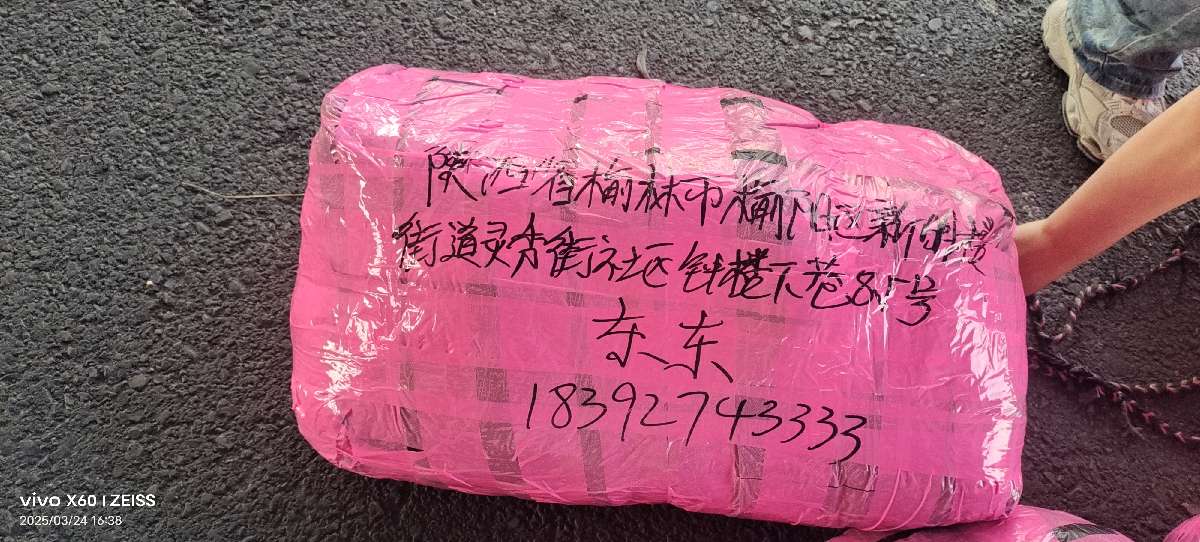 陕西省榆林市榆阳区新明楼
街道灵秀街社区钟楼下巷85号
东东
18392743333
vivo X60 | ZEISS
2025/03/24 16:38